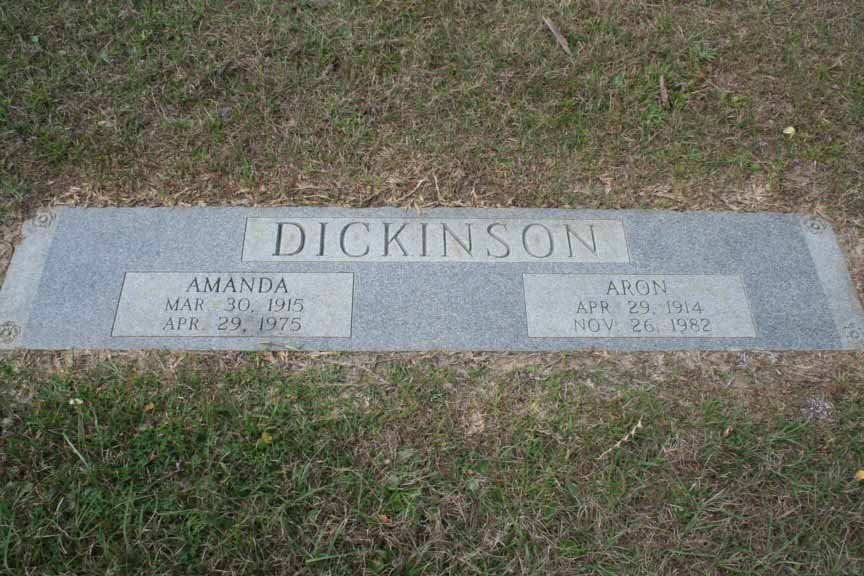 DICKINSON
AMANDA
MAR. 30, 1915
APR. 29, 1975
ARON
APR. 29, 1914
NOV. 26, 1982